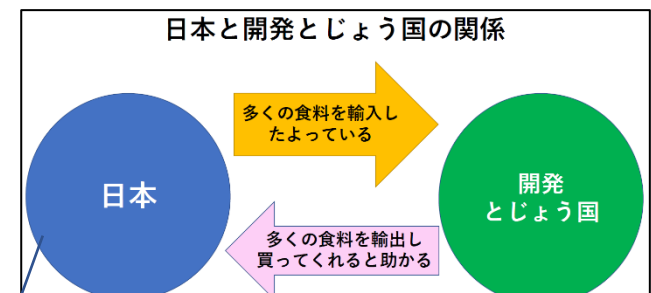 日本と開発とじょう国の関係
多くの食料を輸入し
たよっている
日本
開発
とじょう国
多くの食料を輸出し
買ってくれると助かる